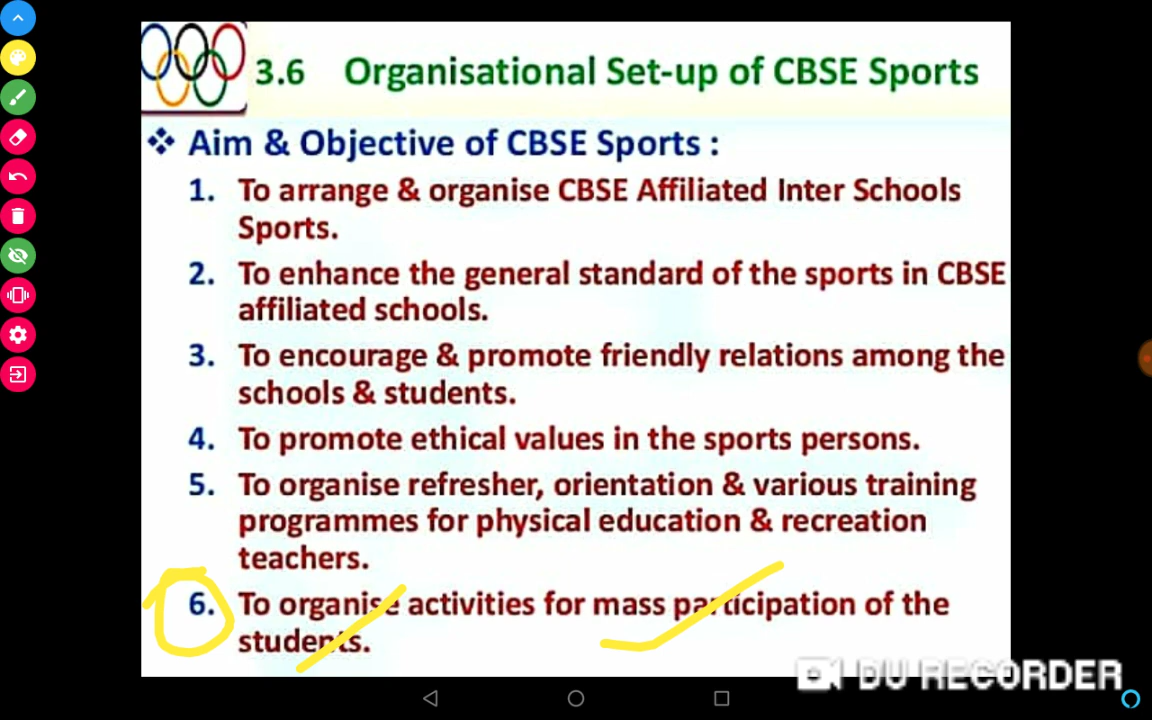 3.6 Organisational Set-up of CBSE Sports
❖ Aim & Objective of CBSE Sports :
1. To arrange & organise CBSE Affiliated Inter Schools
Sports.
2. To enhance the general standard of the sports in CBSE
affiliated schools.
3. To encourage & promote friendly relations among the
schools & students.
4. To promote ethical values in the sports persons.
5. To organise refresher, orientation & various training
programmes for physical education & recreation
teachers.
6. To organise activities for mass participation of the
students.
DU RECORDER